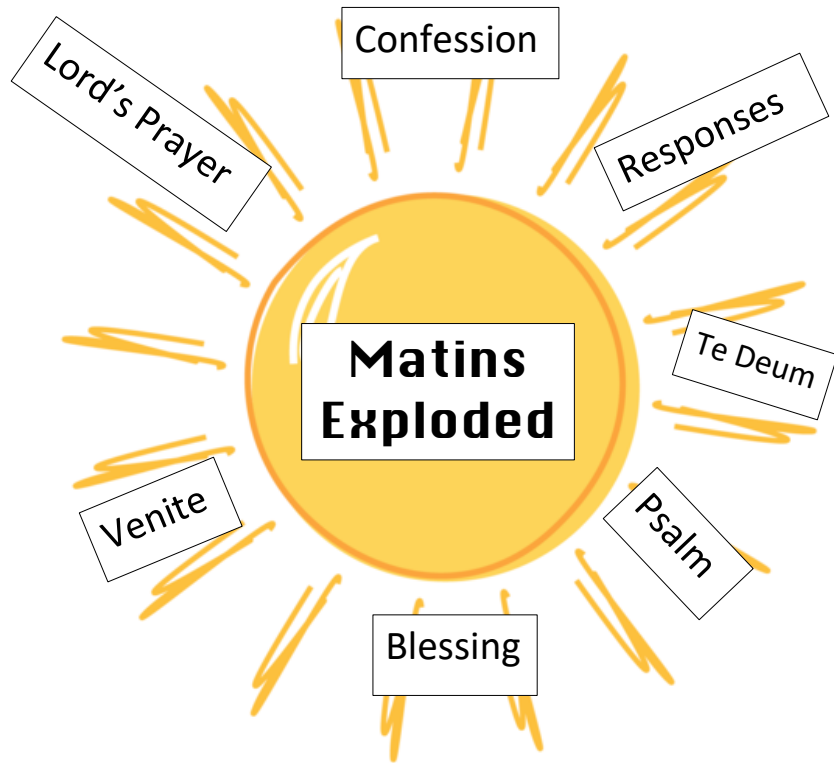 Confession
Lord's Prayer
Responses
Matins
Exploded
Te Deum
Venite
Psalm
Blessing